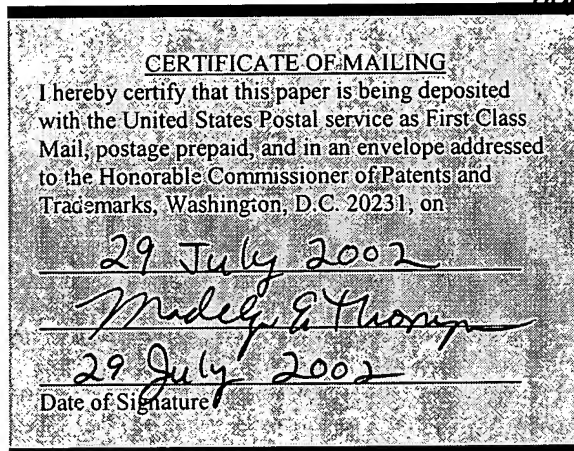 CERTIFICATE OF MAILING
I hereby certify that this paper is being deposited
with the United States Postal service as First Class
Mail, postage prepaid, and in an envelope addressed
to the Honorable Commissioner of Patents and
Trademarks, Washington, D.C. 20231, on
29 July 2002
E
29 July 2002
Date of Signature